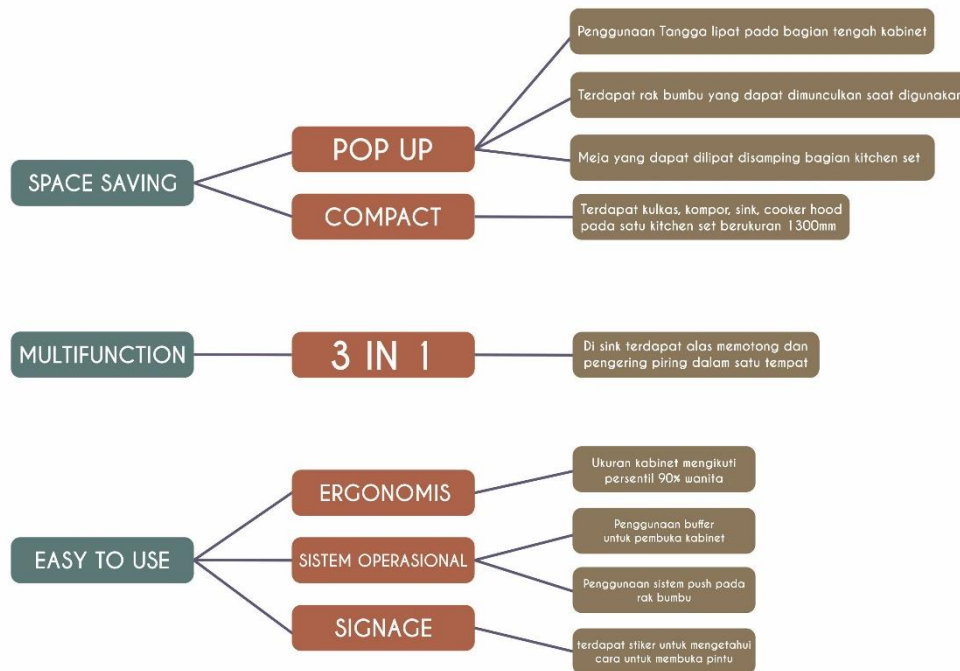 SPACE SAVING
POP UP
Penggunaan Tangga lipat pada bagian tengah kabinet
Terdapat rak bumbu yang dapat dimunculkan saat digunakan
Meja yang dapat dilipat disamping bagian kitchen set
COMPACT
Terdapat kulkas, kompor, sink, cooker hood
pada satu kitchen set berukuran 1300mm
MULTIFUNCTION
3 IN 1
Di sink terdapat alas memotong dan
pengering piring dalam satu tempat
EASY TO USE
ERGONOMIS
Ukuran kabinet mengikuti
persentil 90% wanita
SISTEM OPERASIONAL
Penggunaan buffer
untuk pembuka kabinet
Penggunaan sistem push pada
rak bumbu
SIGNAGE
terdapat stiker untuk mengetahui
cara untuk membuka pintu